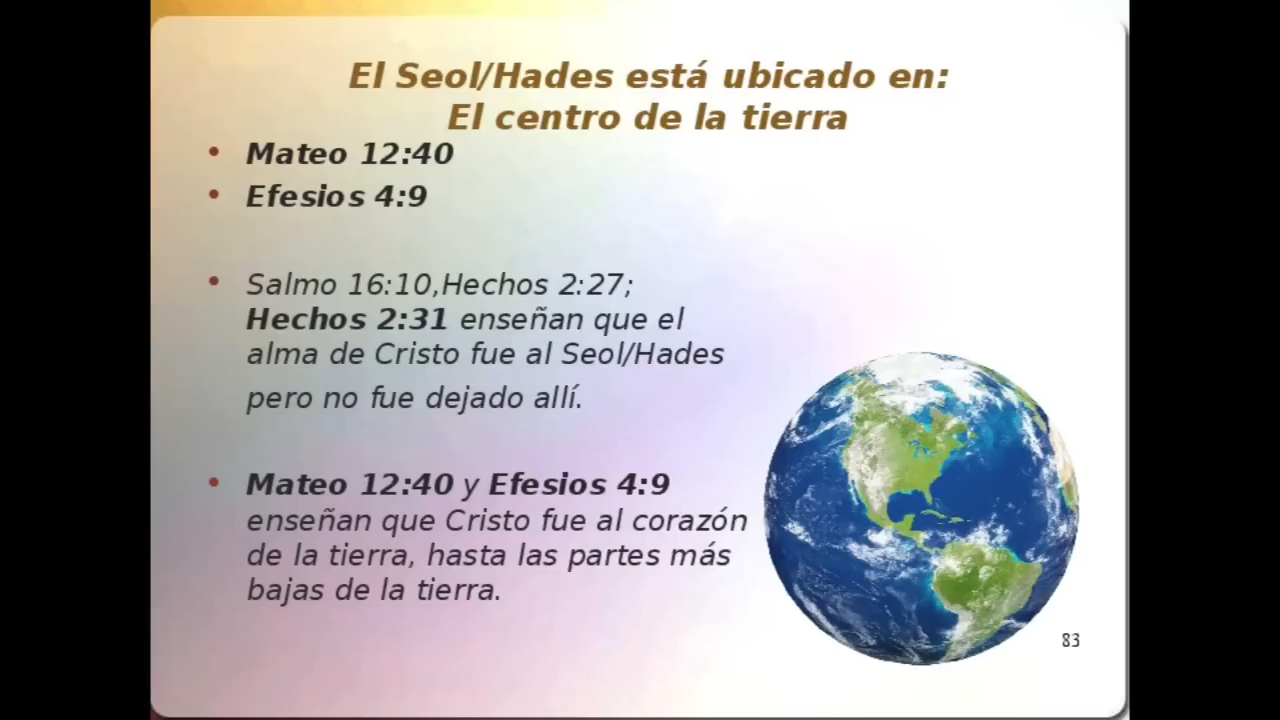 El Seol/Hades está ubicado en:
El centro de la tierra
• Mateo 12:40
• Efesios 4:9
• Salmo 16:10,Hechos 2:27;
Hechos 2:31 enseñan que el
alma de Cristo fue al Seol/Hades
pero no fue dejado allí.
• Mateo 12:40 y Efesios 4:9
enseñan que Cristo fue al corazón
de la tierra, hasta las partes más
bajas de la tierra.
83